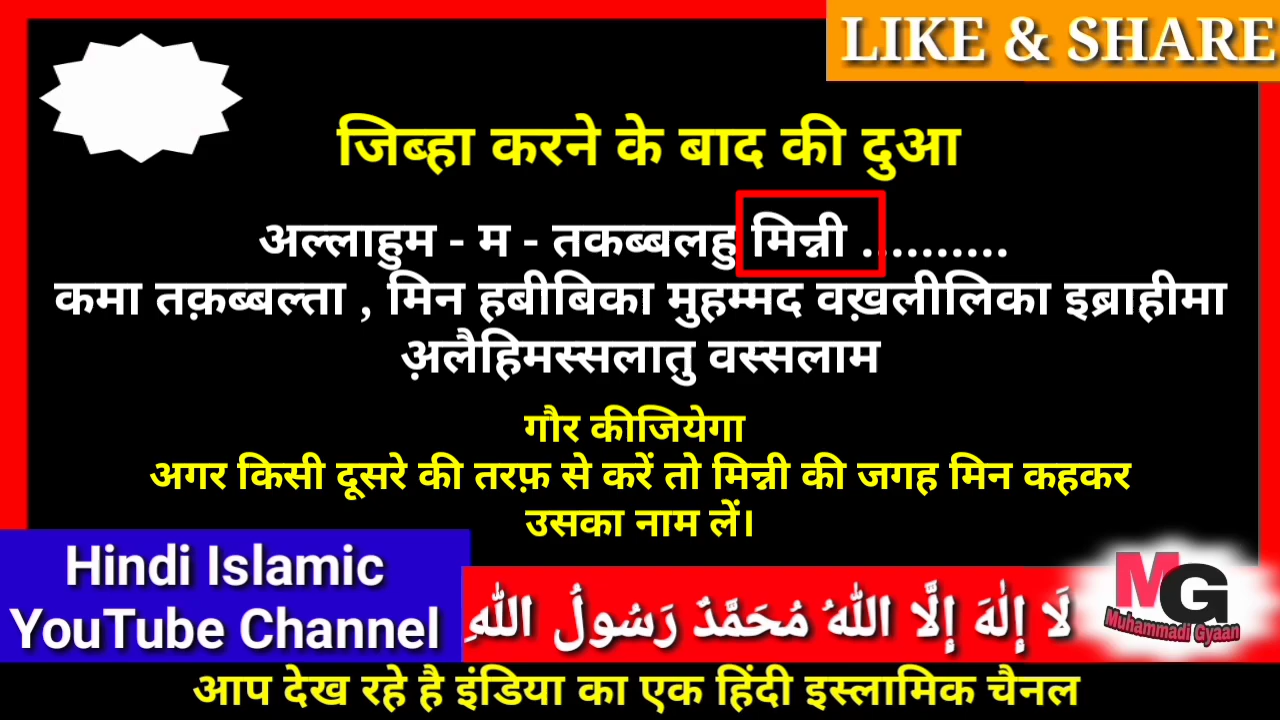 LIKE & SHARE
जिब्हा करने के बाद की दुआ
अल्लाहुम - म - तकब्बलहु मिन्नी ..........
कमा तक़ब्बल्ता , मिन हबीबिका मुहम्मद वख़लीलिका इब्राहीमा
अ़लैहिमस्सलातु वस्सलाम
गौर कीजियेगा
अगर किसी दूसरे की तरफ़ से करें तो मिन्नी की जगह मिन कहकर
उसका नाम लें।
Hindi Islamic
YouTube Channel
لَا إِلٰهَ إِلَّا اللّٰهُ مُحَمَّدٌ رَسُولُ اللّٰهِ
MG
Muhammadi Gyaan
आप देख रहे है इंडिया का एक हिंदी इस्लामिक चैनल